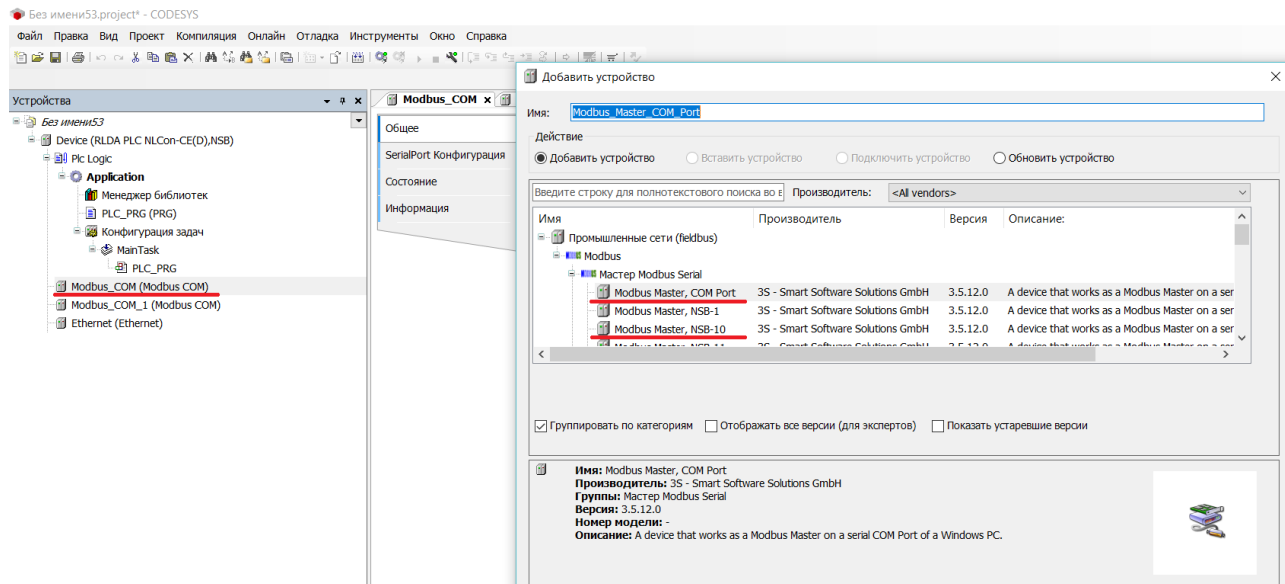 Без имени53.project* - CODESYS
Файл Правка Вид Проект Компиляция Онлайн Отладка Инструменты Окно Справка
Устройства
Без имени53
Device (RLDA PLC NLCon-CE(D),NSB)
Plc Logic
Application
Менеджер библиотек
PLC_PRG (PRG)
Конфигурация задач
MainTask
PLC_PRG
Modbus_COM (Modbus COM)
Modbus_COM_1 (Modbus COM)
Ethernet (Ethernet)
Modbus_COM
Общее
SerialPort Конфигурация
Состояние
Информация
Добавить устройство
Имя: Modbus_Master_COM_Port
Действие
Добавить устройство Вставить устройство Подключить устройство Обновить устройство
Введите строку для полнотекстового поиска во в Производитель: <All vendors>
Имя Производитель Версия Описание:
Промышленные сети (fieldbus)
Modbus
Мастер Modbus Serial
Modbus Master, COM Port 3S - Smart Software Solutions GmbH 3.5.12.0 A device that works as a Modbus Master on a ser
Modbus Master, NSB-1 3S - Smart Software Solutions GmbH 3.5.12.0 A device that works as a Modbus Master on a ser
Modbus Master, NSB-10 3S - Smart Software Solutions GmbH 3.5.12.0 A device that works as a Modbus Master on a ser
Группировать по категориям Отображать все версии (для экспертов) Показать устаревшие версии
Имя: Modbus Master, COM Port
Производитель: 3S - Smart Software Solutions GmbH
Группы: Мастер Modbus Serial
Версия: 3.5.12.0
Номер модели: -
Описание: A device that works as a Modbus Master on a serial COM Port of a Windows PC.